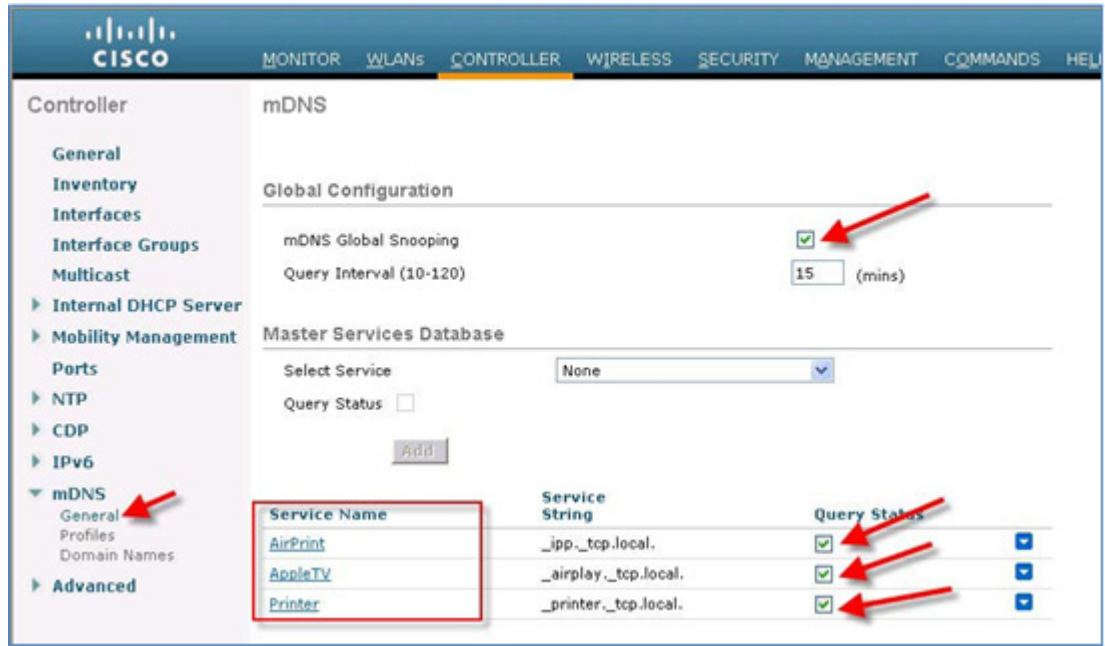 CISCO
MONITOR WLANs CONTROLLER WIRELESS SECURITY MANAGEMENT COMMANDS
Controller
General
Inventory
Interfaces
Interface Groups
Multicast
Internal DHCP Server
Mobility Management
Ports
NTP
CDP
IPv6
mDNS
General
Profiles
Domain Names
Advanced
mDNS
Global Configuration
mDNS Global Snooping
Query Interval (10-120) 15 (mins)
Master Services Database
Select Service None
Query Status
Add
Service Name Service String Query Status
AirPrint _ipp._tcp.local.
AppleTV _airplay._tcp.local.
Printer _printer._tcp.local.